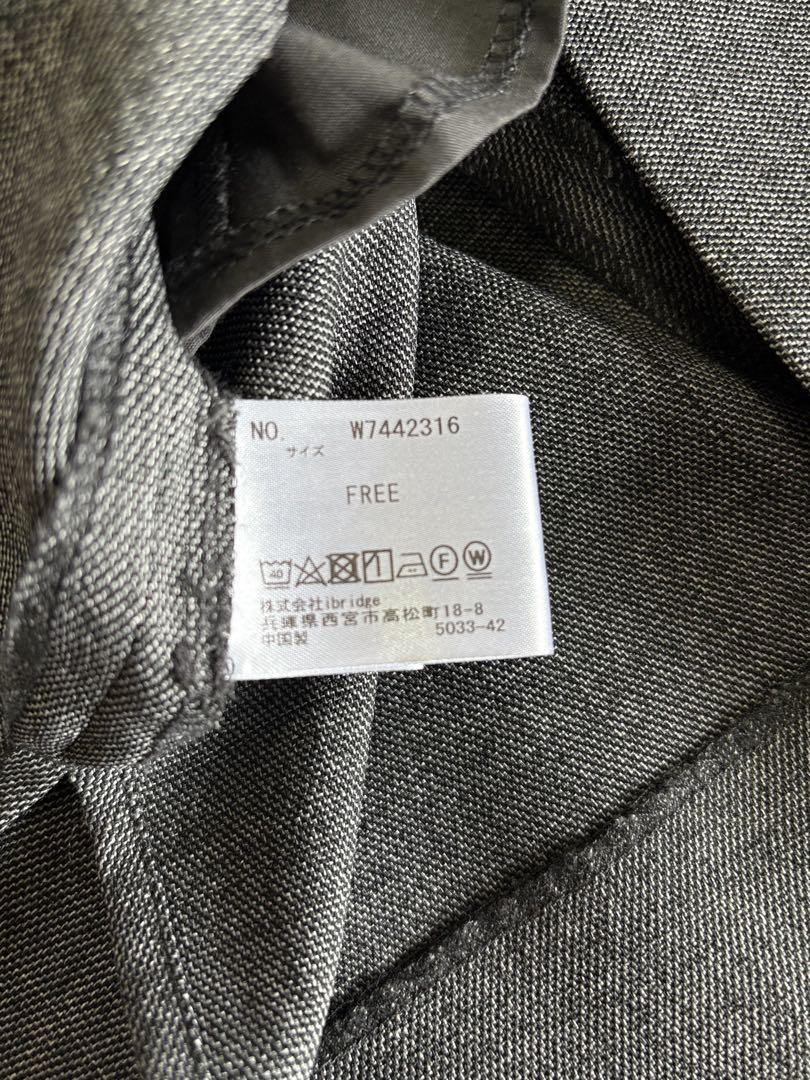 NO. W7442316
サイズ
FREE
40 F W
株式会社ibridge
兵庫県西宮市高松町18-8
中国製 5033-42